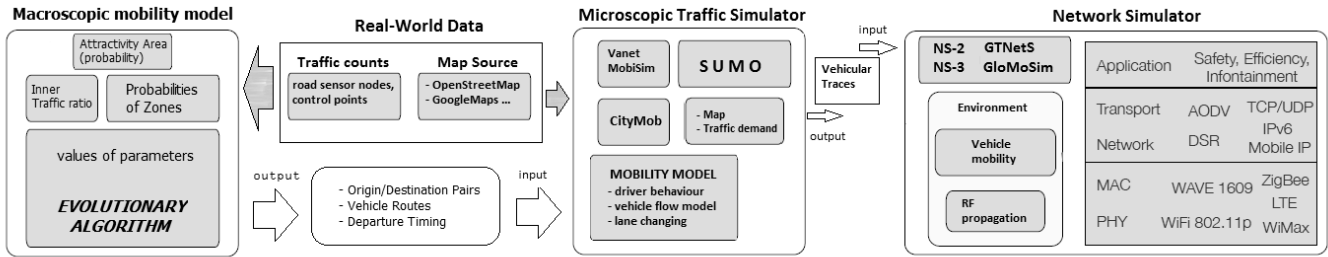 Macroscopic mobility model
Attractivity Area
(probability)
Inner
Traffic ratio
Probabilities
of Zones
values of parameters
EVOLUTIONARY
ALGORITHM
Real-World Data
Traffic counts
road sensor nodes,
control points
Map Source
- OpenStreetMap
- GoogleMaps ...
output
- Origin/Destination Pairs
- Vehicle Routes
- Departure Timing
input
Microscopic Traffic Simulator
Vanet
MobiSim
SUMO
CityMob
- Map
- Traffic demand
MOBILITY MODEL
- driver behaviour
- vehicle flow model
- lane changing
input
Vehicular
Traces
output
Network Simulator
NS-2 GTNetS
NS-3 GloMoSim
Environment
Vehicle
mobility
RF
propagation
Application
Safety, Efficiency,
Infontainment
Transport AODV TCP/UDP
IPv6
Network DSR Mobile IP
MAC WAVE 1609 ZigBee
LTE
PHY WiFi 802.11p WiMax